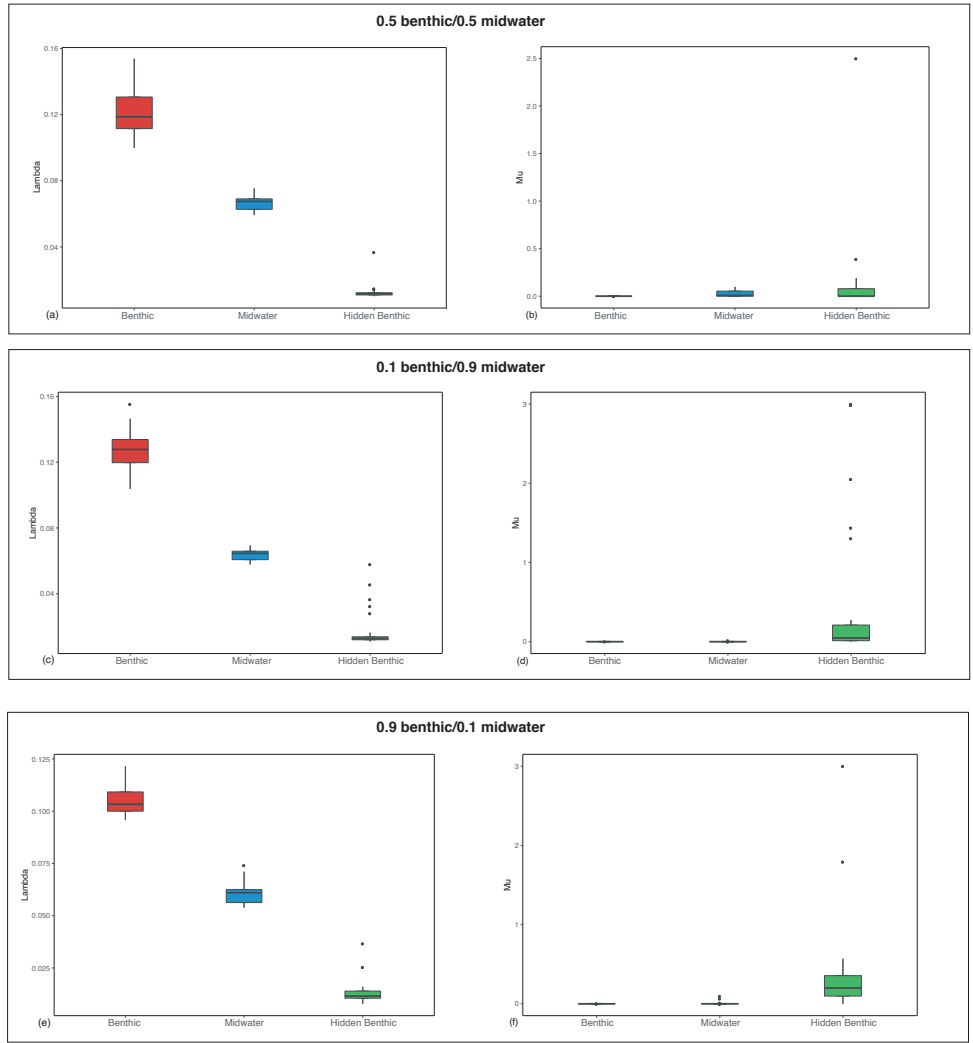 0.5 benthic/0.5 midwater
0.16
0.12
0.08
0.04
Lambda
(a)
Benthic
Midwater
Hidden Benthic
2.5
2.0
1.5
1.0
0.5
0.0
Mu
(b)
Benthic
Midwater
Hidden Benthic
0.1 benthic/0.9 midwater
0.16
0.12
0.08
0.04
Lambda
(c)
Benthic
Midwater
Hidden Benthic
3
2
1
0
Mu
(d)
Benthic
Midwater
Hidden Benthic
0.9 benthic/0.1 midwater
0.125
0.100
0.075
0.050
0.025
Lambda
(e)
Benthic
Midwater
Hidden Benthic
3
2
1
0
Mu
(f)
Benthic
Midwater
Hidden Benthic